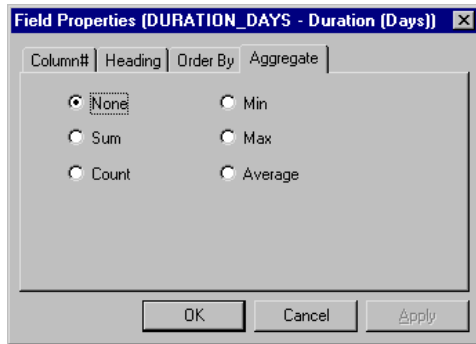 Field Properties (DURATION_DAYS - Duration (Days))
Column# Heading Order By Aggregate
None Min
Sum Max
Count Average
OK Cancel Apply